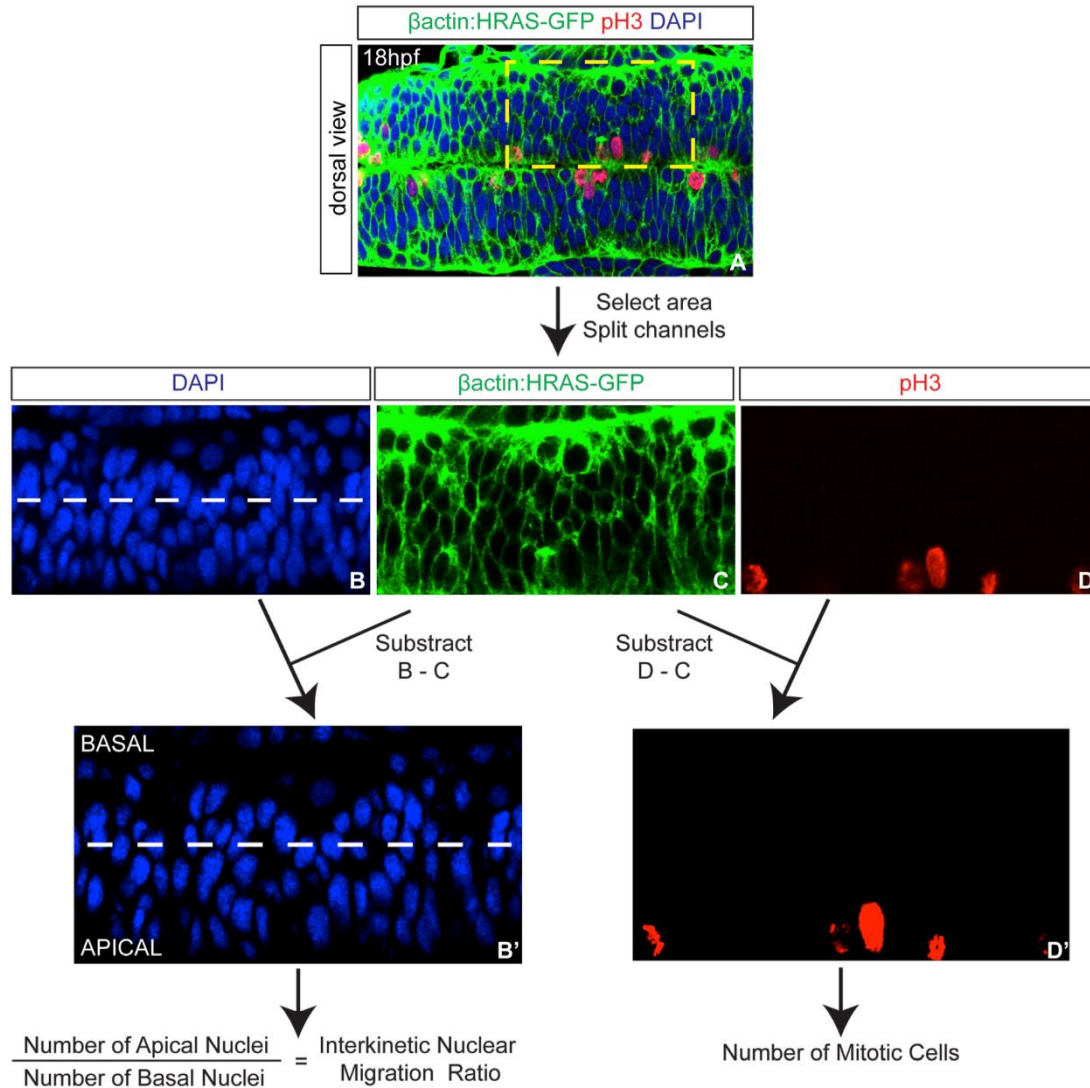 βactin:HRAS-GFP pH3 DAPI
18hpf
dorsal view
A
Select area
Split channels
DAPI
βactin:HRAS-GFP
pH3
B
C
D
Substract
B - C
Substract
D - C
BASAL
APICAL
B'
D'
Number of Apical Nuclei
Number of Basal Nuclei
=
Interkinetic Nuclear
Migration Ratio
Number of Mitotic Cells